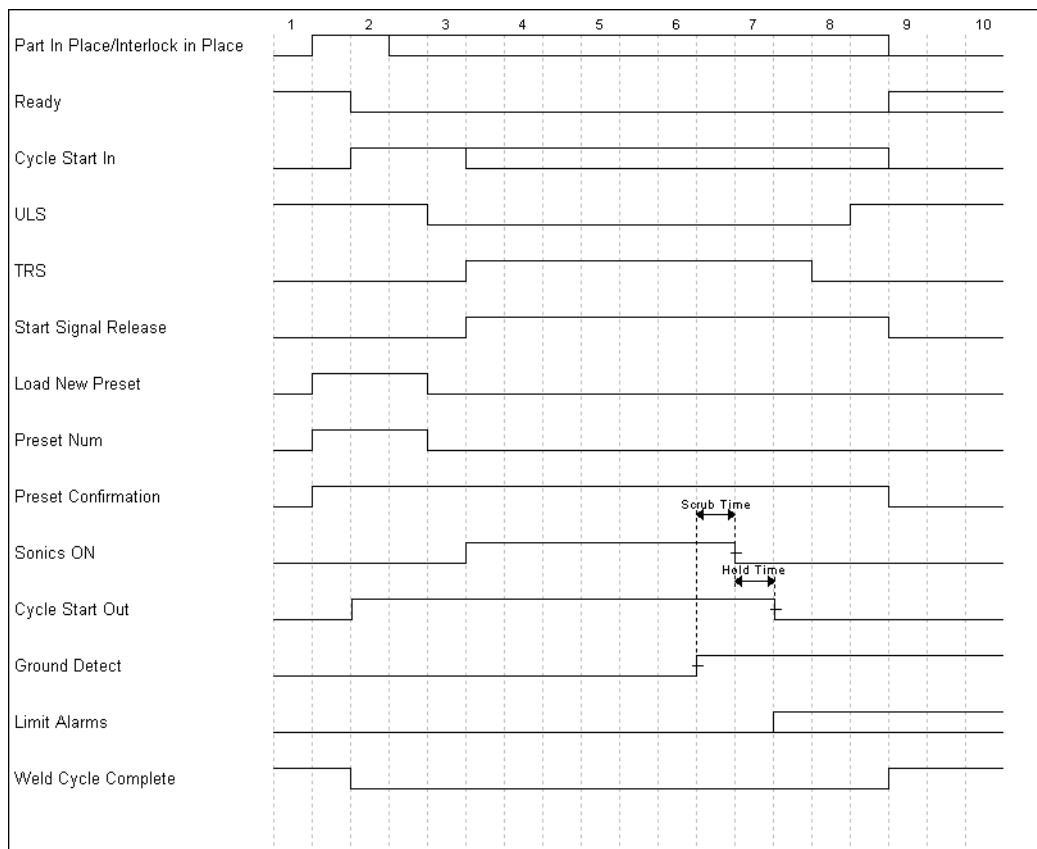 1 2 3 4 5 6 7 8 9 10
Part In Place/Interlock in Place
Ready
Cycle Start In
ULS
TRS
Start Signal Release
Load New Preset
Preset Num
Preset Confirmation
Scrub Time
Sonics ON
Hold Time
Cycle Start Out
Ground Detect
Limit Alarms
Weld Cycle Complete